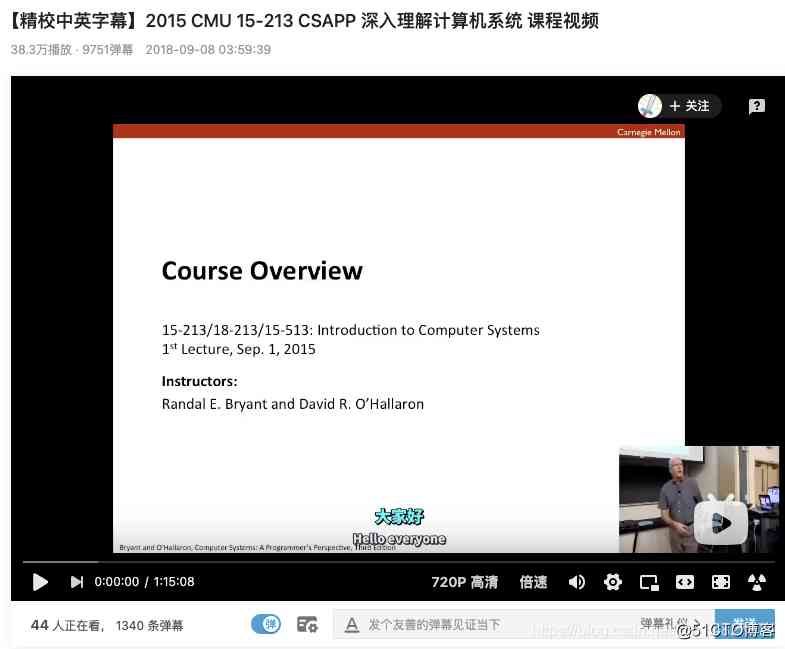 【精校中英字幕】2015 CMU 15-213 CSAPP 深入理解计算机系统 课程视频
38.3万播放 · 9751弹幕 2018-09-08 03:59:39
+ 关注
?
Carnegie Mellon
Course Overview
15-213/18-213/15-513: Introduction to Computer Systems
1st Lecture, Sep. 1, 2015
Instructors:
Randal E. Bryant and David R. O'Hallaron
大家好
Hello everyone
Bryant and O'Hallaron, Computer Systems: A Programmer's Perspective, Third Edition
0:00:00 / 1:15:08
720P 高清
倍速
44 人正在看， 1340 条弹幕
弹
A 发个友善的弹幕见证当下
弹幕礼仪 >
发送
@51CTO博客